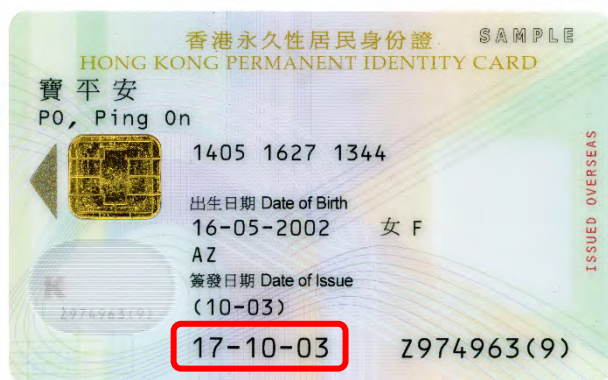 SAMPLE
香港永久性居民身份證
HONG KONG PERMANENT IDENTITY CARD
寶平安
PO, Ping On
1405 1627 1344
出生日期 Date of Birth
16-05-2002 女 F
AZ
簽發日期 Date of Issue
(10-03)
17-10-03 Z974963(9)
K
Z974963(9)
ISSUED OVERSEAS